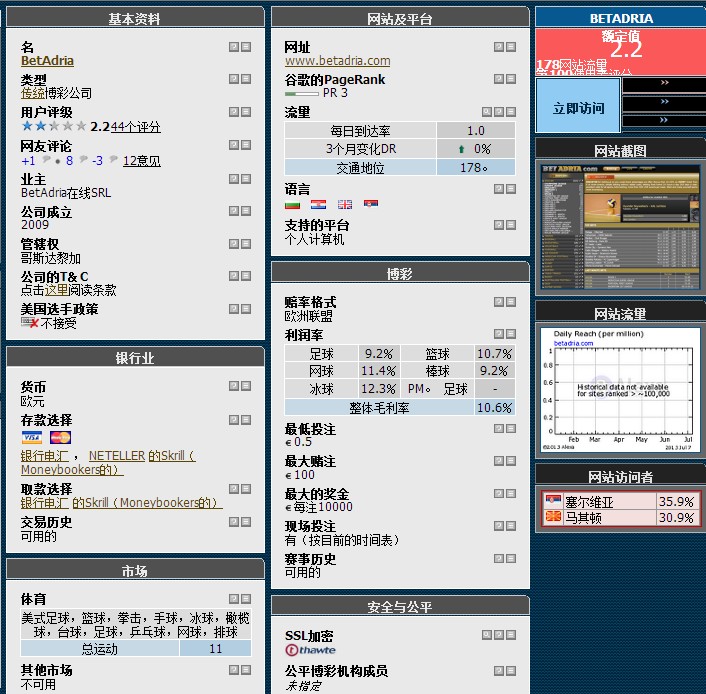 基本资料
名
BetAdria
类型
传统博彩公司
用户评级
2.244个评分
网友评论
+1 8 -3 12意见
业主
BetAdria在线SRL
公司成立
2009
管辖权
哥斯达黎加
公司的T& C
点击这里阅读条款
美国选手政策
不接受
银行业
货币
欧元
存款选择
VISA MasterCard
银行电汇 ， NETELLER 的Skrill（
Moneybookers的）
取款选择
银行电汇 的Skrill（Moneybookers的）
交易历史
可用的
市场
体育
美式足球，篮球，拳击，手球，冰球，橄榄
球，台球，足球，乒乓球，网球，排球
总运动 11
其他市场
不可用
网站及平台
网址
www.betadria.com
谷歌的PageRank
PR 3
流量
每日到达率 1.0
3个月变化DR 0%
交通地位 178。
语言
支持的平台
个人计算机
博彩
赔率格式
欧洲联盟
利润率
足球 9.2% 篮球 10.7%
网球 11.4% 棒球 9.2%
冰球 12.3% PM。 足球 -
整体毛利率 10.6%
最低投注
€ 0.5
最大赌注
€ 100
最大的奖金
€ 每注10000
现场投注
有（按目前的时间表）
赛事历史
可用的
安全与公平
SSL加密
thawte
公平博彩机构成员
未指定
BETADRIA
额定值
2.2
178网站流量
立即访问
>>
>>
>>
网站截图
BETADRIA.com
网站流量
Daily Reach (per million)
betadria.com
1
0.8
0.6
0.4
0.2
0
Historical data not available
for sites ranked > ~100,000
Feb Mar Apr May Jun Jul
©2013 Alexa 2013 Jul 7
网站访问者
塞尔维亚 35.9%
马其顿 30.9%